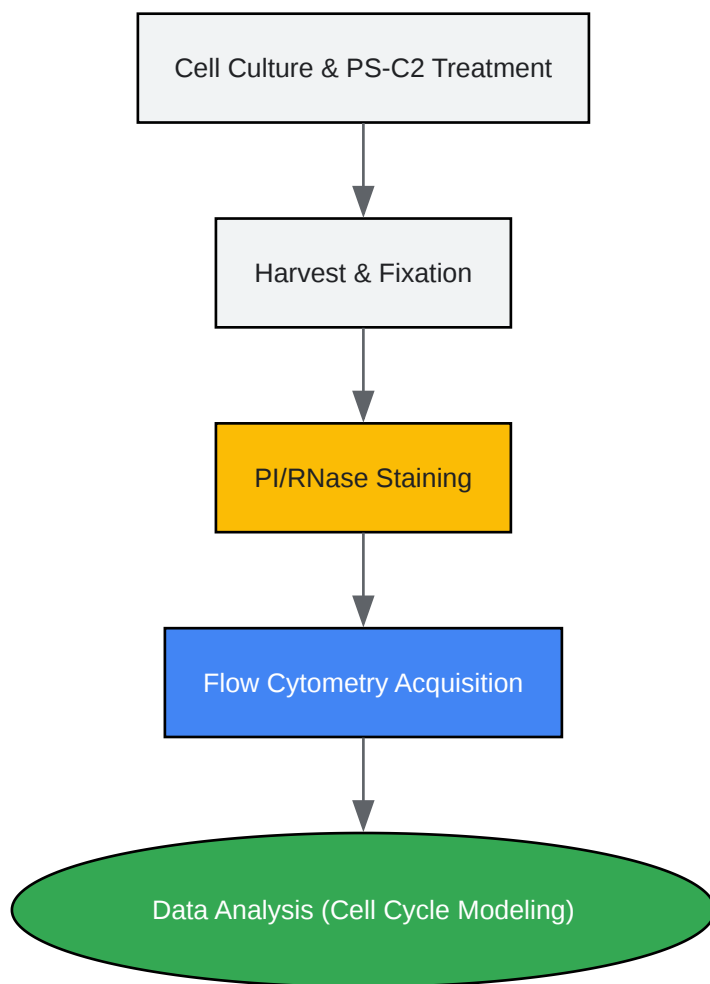 Cell Culture & PS-C2 Treatment
Harvest & Fixation
PI/RNase Staining
Flow Cytometry Acquisition
Data Analysis (Cell Cycle Modeling)